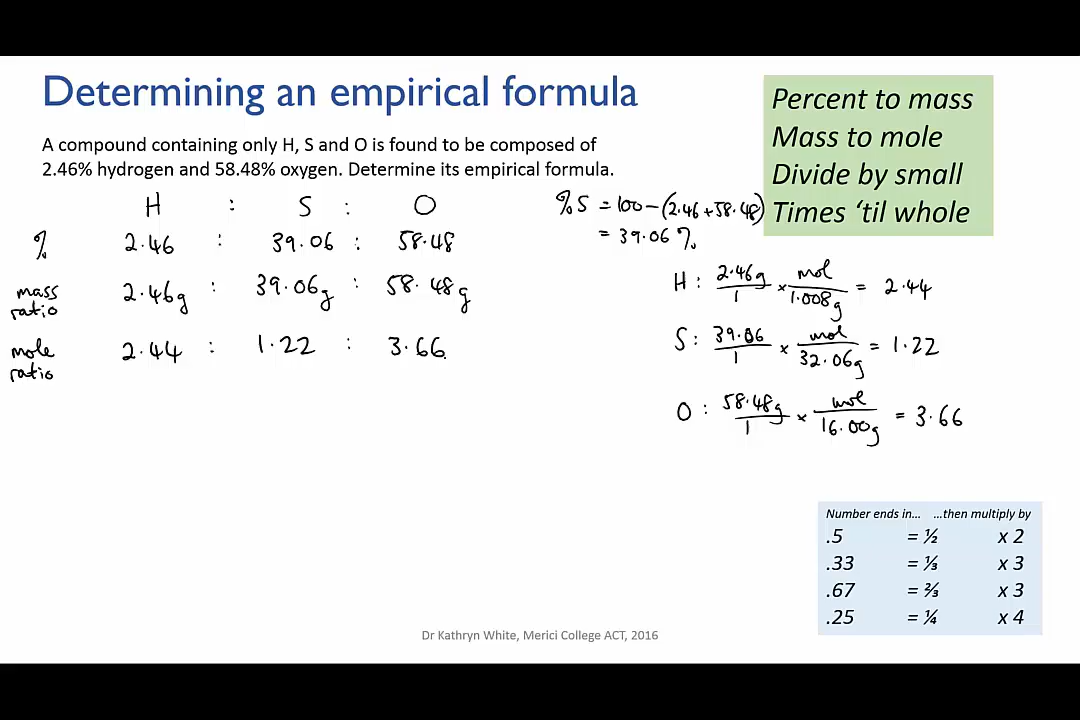 Determining an empirical formula
A compound containing only H, S and O is found to be composed of
2.46% hydrogen and 58.48% oxygen. Determine its empirical formula.
Percent to mass
Mass to mole
Divide by small
Times ‘til whole
H : S : O
% 2.46 : 39.06 : 58.48
mass ratio 2.46g : 39.06g : 58.48g
mole ratio 2.44 : 1.22 : 3.66
%S = 100 - (2.46 + 58.48)
= 39.06 %
H : 2.46g/1 × mol/1.008g = 2.44
S : 39.06/1 × mol/32.06g = 1.22
O : 58.48g/1 × mol/16.00g = 3.66
Number ends in... ...then multiply by
.5 = ½ x 2
.33 = ⅓ x 3
.67 = ⅔ x 3
.25 = ¼ x 4
Dr Kathryn White, Merici College ACT, 2016